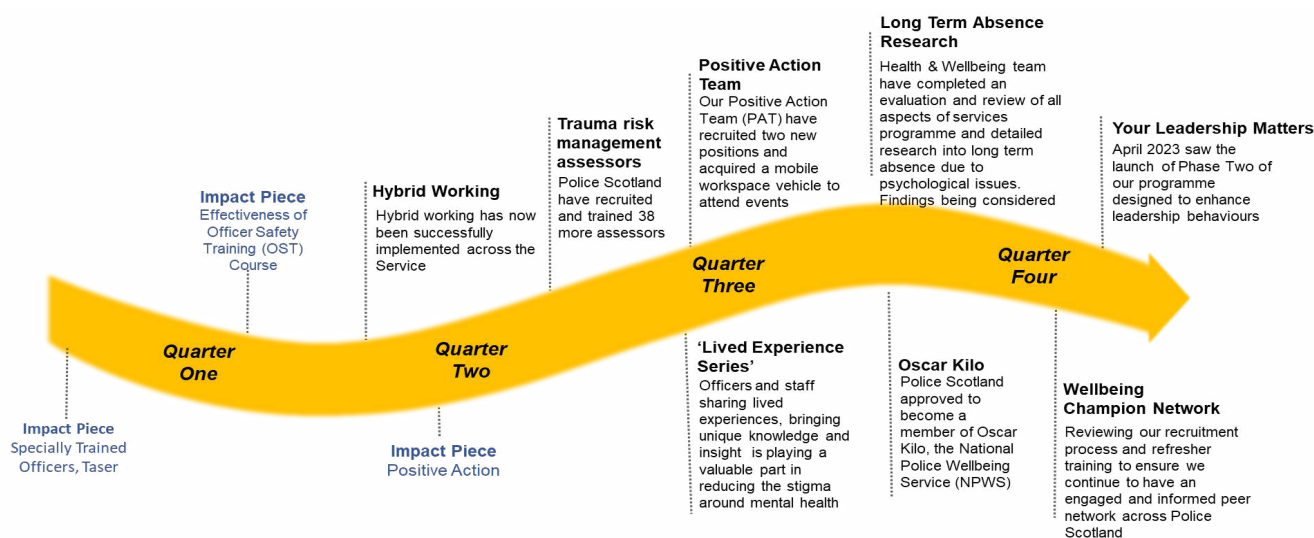 Impact Piece
Specially Trained
Officers, Taser
Quarter
One
Impact Piece
Effectiveness of
Officer Safety
Training (OST)
Course
Hybrid Working
Hybrid working has now
been successfully
implemented across the
Service
Quarter
Two
Impact Piece
Positive Action
Trauma risk
management
assessors
Police Scotland
have recruited
and trained 38
more assessors
Positive Action
Team
Our Positive Action
Team (PAT) have
recruited two new
positions and
acquired a mobile
workspace vehicle to
attend events
Quarter
Three
'Lived Experience
Series'
Officers and staff
sharing lived
experiences, bringing
unique knowledge and
insight is playing a
valuable part in
reducing the stigma
around mental health
Long Term Absence
Research
Health & Wellbeing team
have completed an
evaluation and review of all
aspects of services
programme and detailed
research into long term
absence due to
psychological issues.
Findings being considered
Oscar Kilo
Police Scotland
approved to
become a
member of Oscar
Kilo, the National
Police Wellbeing
Service (NPWS)
Quarter
Four
Your Leadership Matters
April 2023 saw the
launch of Phase Two of
our programme
designed to enhance
leadership behaviours
Wellbeing
Champion Network
Reviewing our recruitment
process and refresher
training to ensure we
continue to have an
engaged and informed peer
network across Police
Scotland